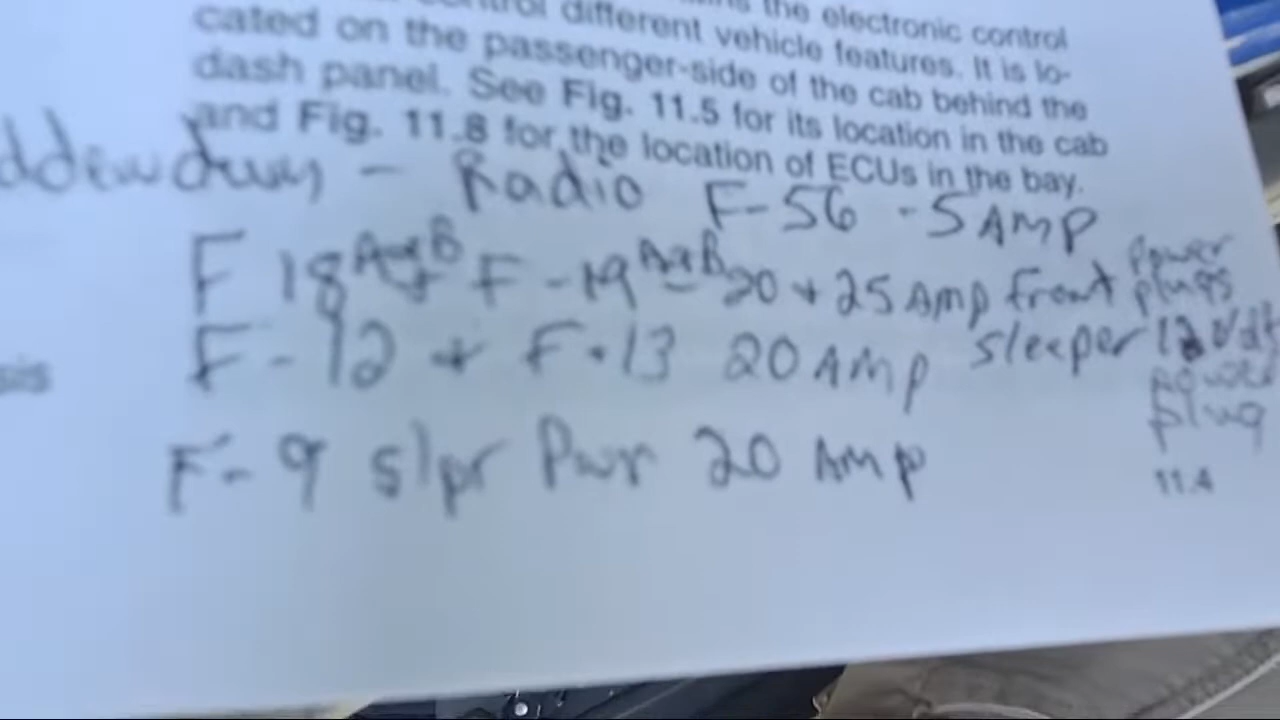 the electronic control
control different vehicle features. It is lo-
cated on the passenger-side of the cab behind the
dash panel. See Fig. 11.5 for its location in the cab
and Fig. 11.8 for the location of ECUs in the bay.
- Radio F-56 -5 AMP
F 18 A+B F-19 A+B 20 + 25 AMP front power plugs
F-12 + F-13 20 AMP sleeper 12 Volt power plug
F-9 slpr Pwr 20 AMP
11.4